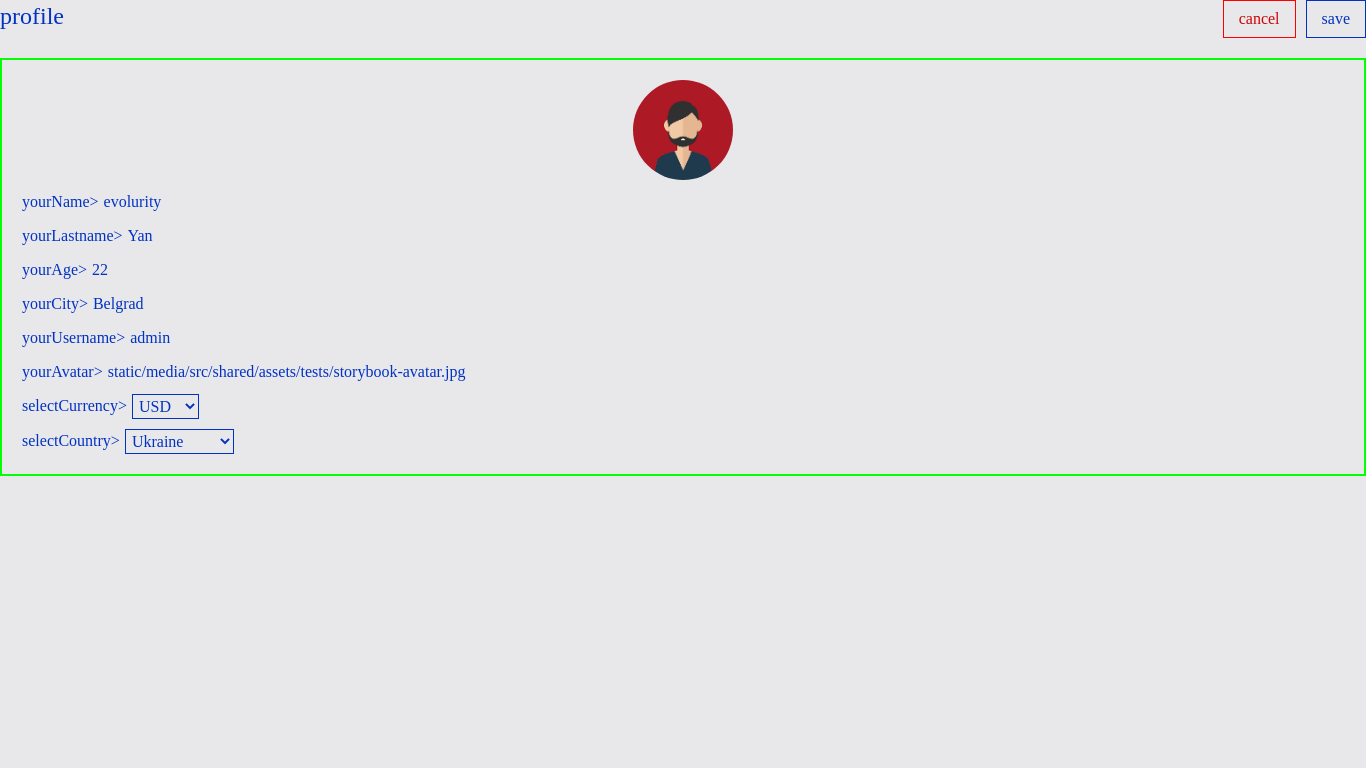 profile
cancel
save
yourName> evolurity
yourLastname> Yan
yourAge> 22
yourCity> Belgrad
yourUsername> admin
yourAvatar> static/media/src/shared/assets/tests/storybook-avatar.jpg
selectCurrency> USD
selectCountry> Ukraine